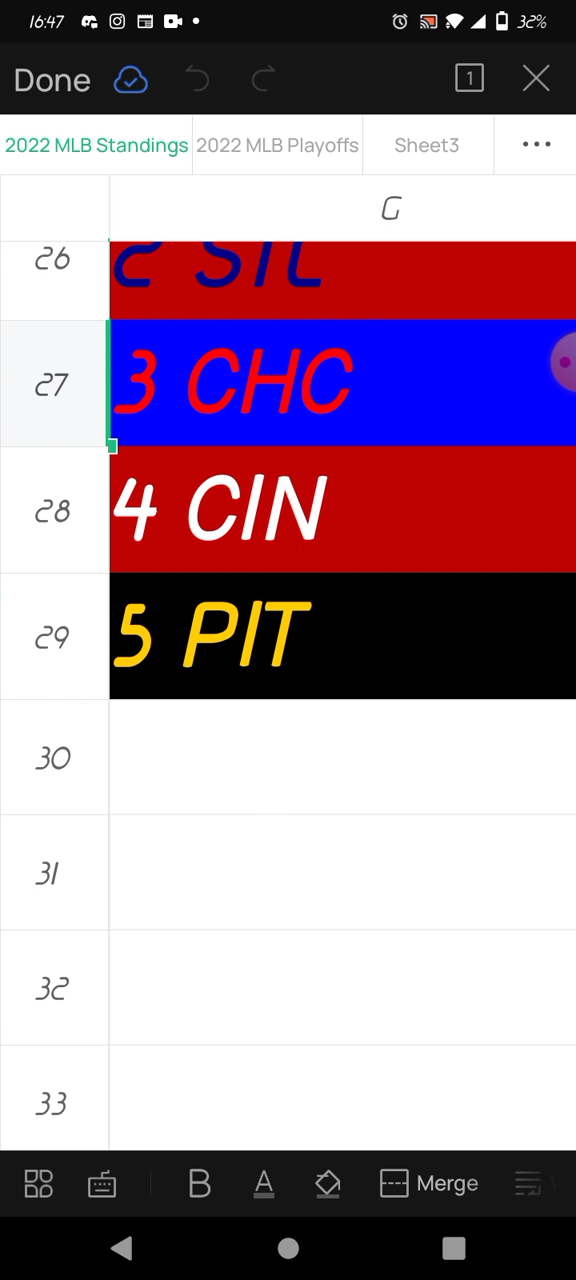 16:47 32%
Done 1
2022 MLB Standings 2022 MLB Playoffs Sheet3
G
26 2 STL
27 3 CHC
28 4 CIN
29 5 PIT
30
31
32
33
B A Merge